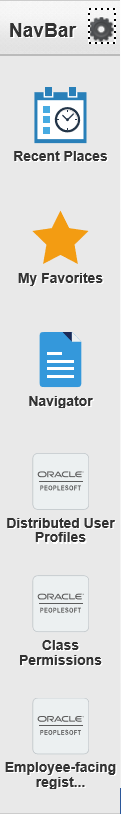 NavBar
Recent Places
My Favorites
Navigator
ORACLE
PEOPLESOFT
Distributed User
Profiles
ORACLE
PEOPLESOFT
Class
Permissions
ORACLE
PEOPLESOFT
Employee-facing
regist...